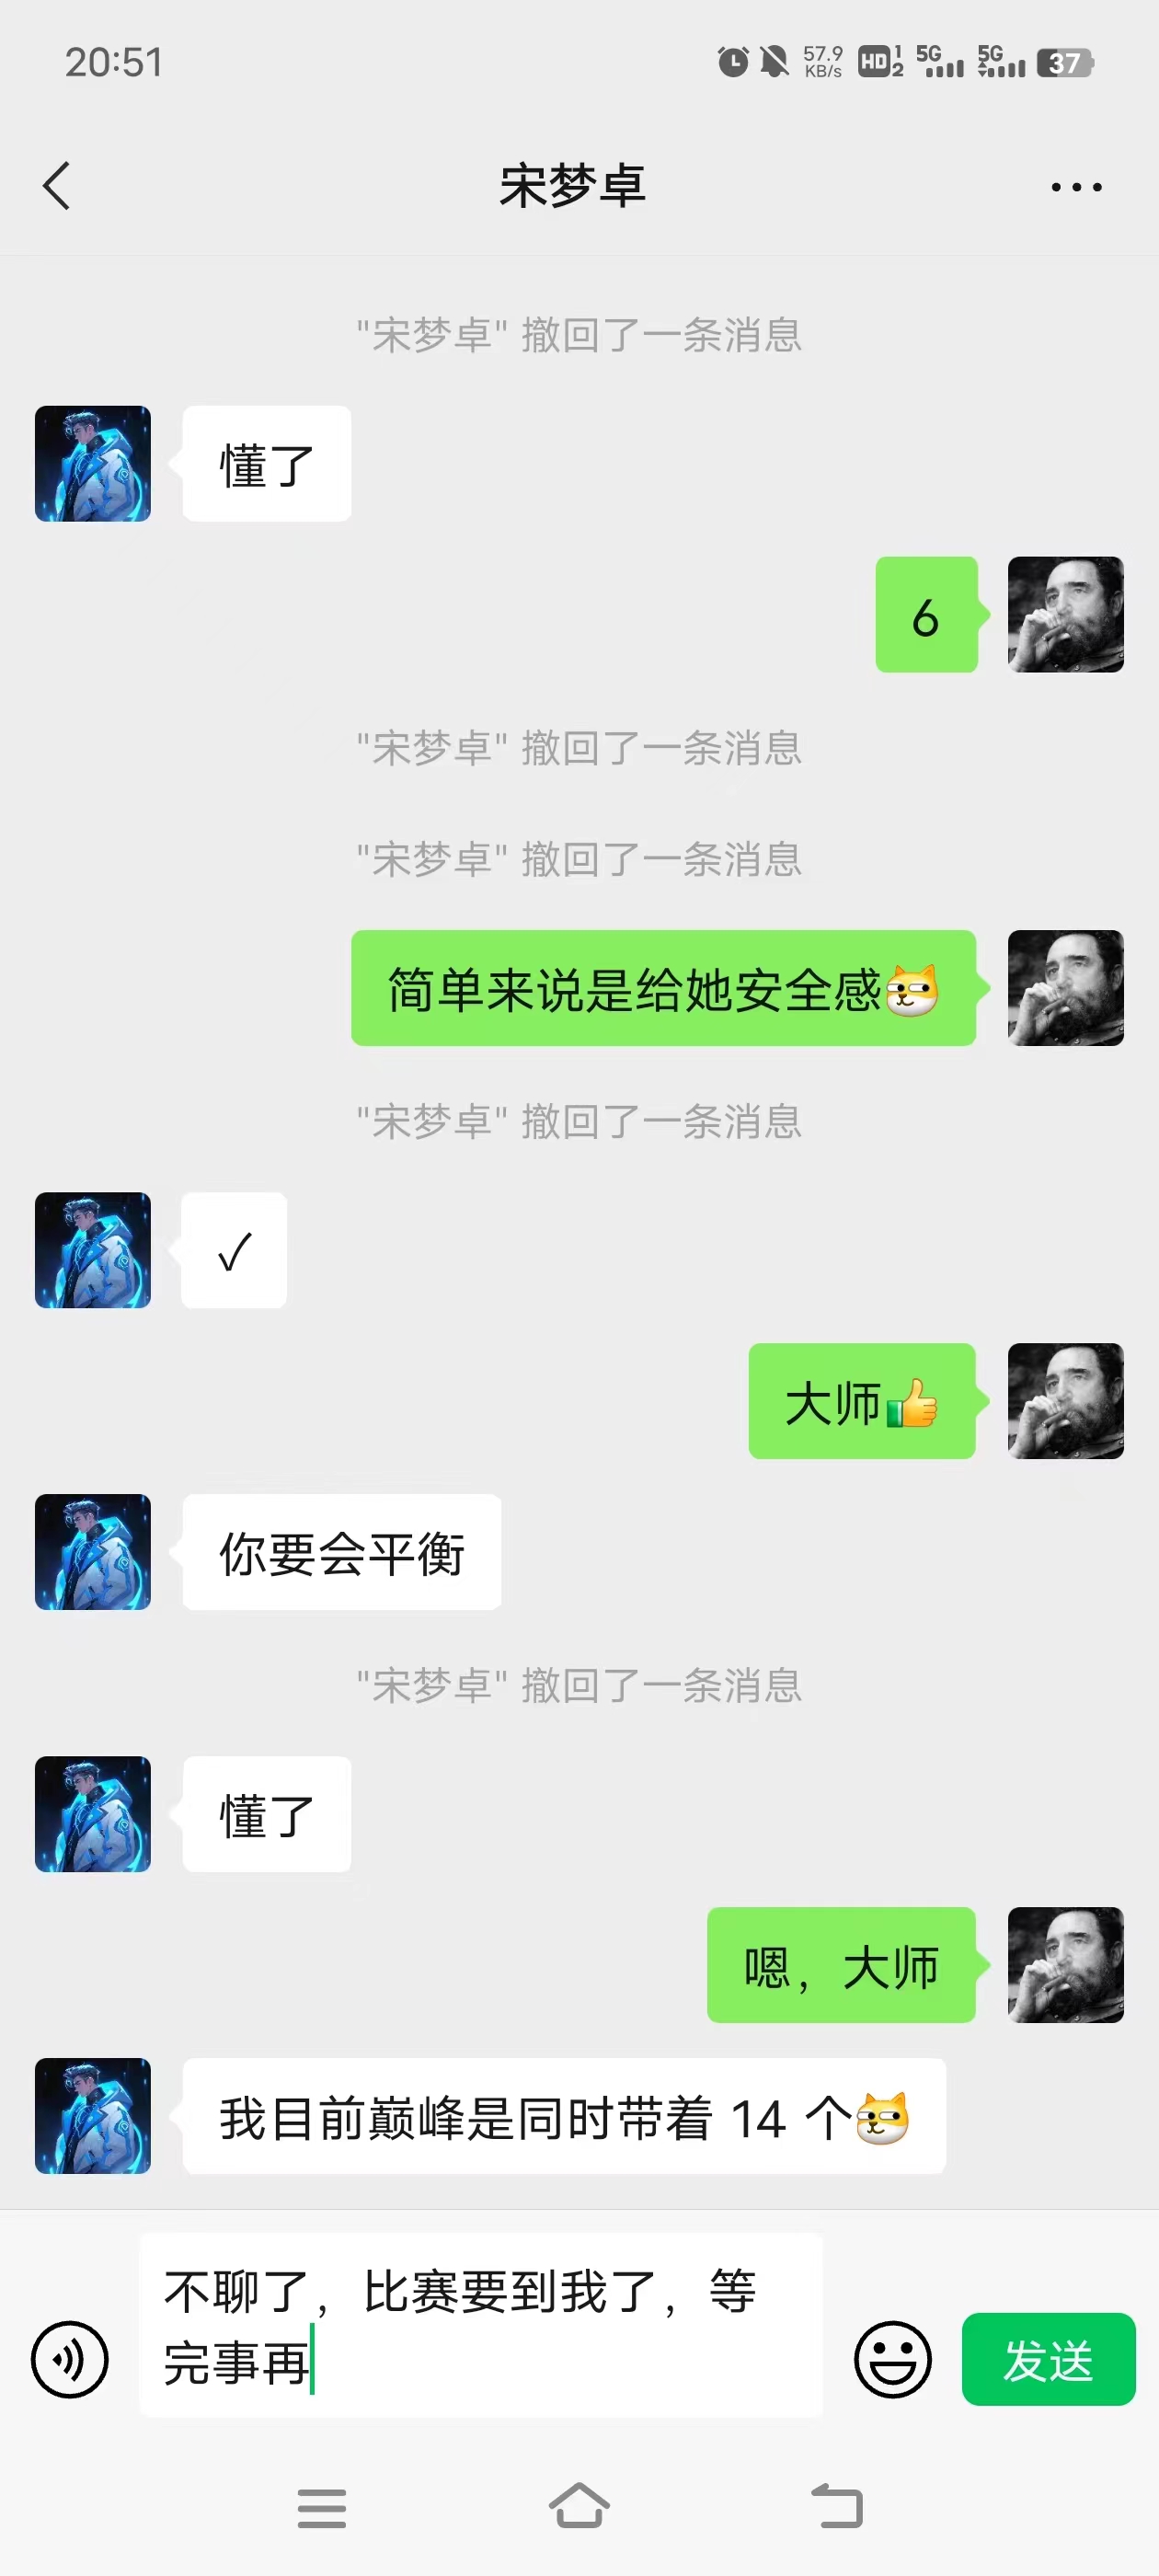 20:51
57.9
KB/s
HD 1
2
5G
5G
37
宋梦卓
"宋梦卓" 撤回了一条消息
懂了
6
"宋梦卓" 撤回了一条消息
"宋梦卓" 撤回了一条消息
简单来说是给她安全感
"宋梦卓" 撤回了一条消息
✓
大师👍
你要会平衡
"宋梦卓" 撤回了一条消息
懂了
嗯，大师
我目前巅峰是同时带着 14 个
不聊了，比赛要到我了，等
完事再
发送